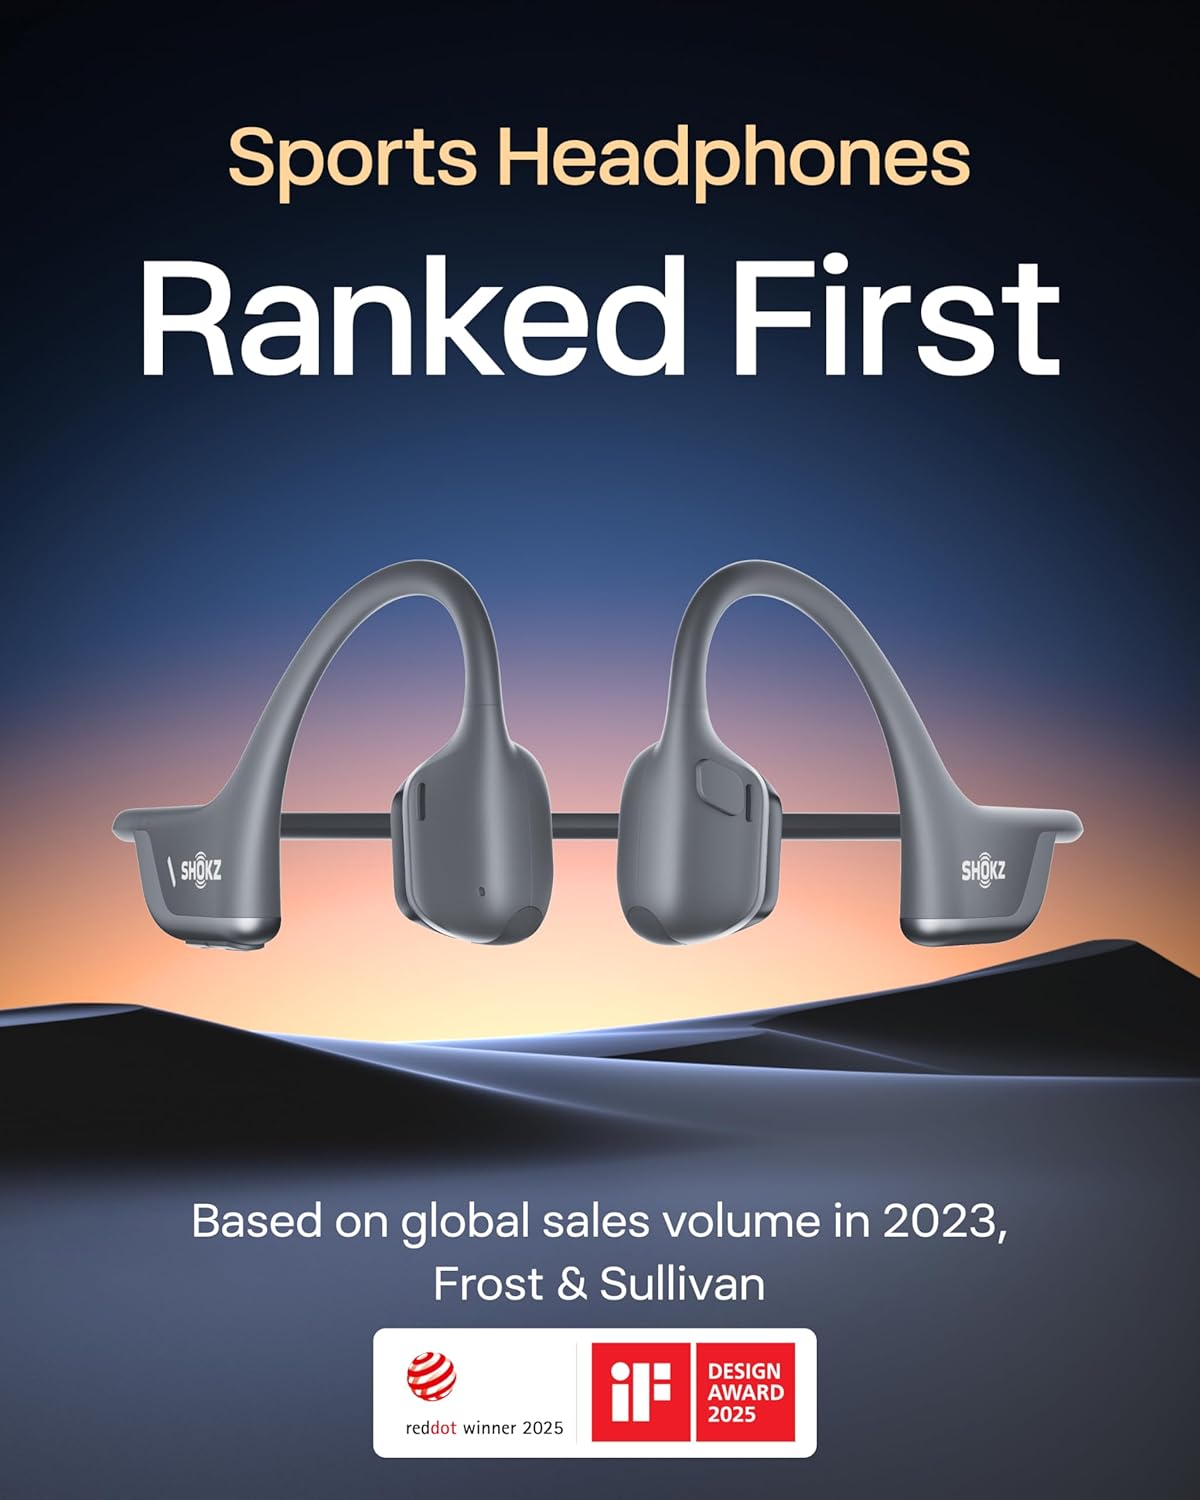 Sports Headphones
Ranked First
SHOKZ
SHOKZ
Based on global sales volume in 2023,
Frost & Sullivan
reddot winner 2025
iF
DESIGN
AWARD
2025